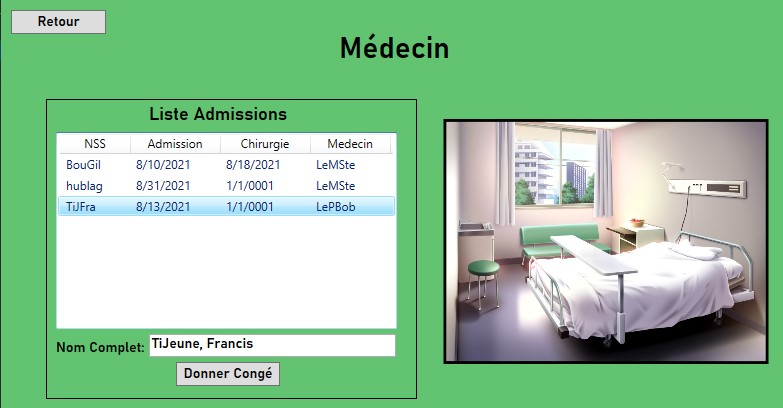 Retour
Médecin
Liste Admissions
NSS Admission Chirurgie Medecin
BouGil 8/10/2021 8/18/2021 LeMSte
hublag 8/31/2021 1/1/0001 LeMSte
TiJFra 8/13/2021 1/1/0001 LePBob
Nom Complet: TiJeune, Francis
Donner Congé